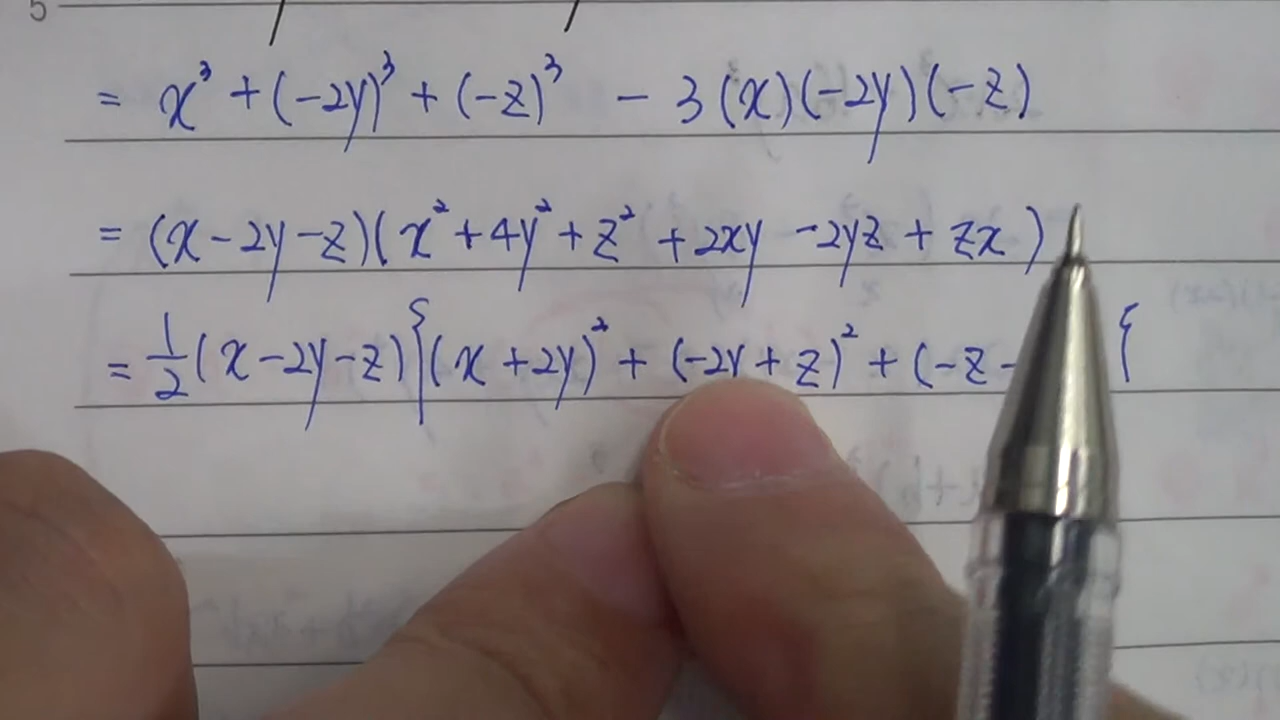 5
= x³ + (-2y)³ + (-z)³ - 3(x)(-2y)(-z)
= (x - 2y - z)(x² + 4y² + z² + 2xy - 2yz + zx)
= 1/2 (x - 2y - z){(x + 2y)² + (-2y + z)² + (-z -